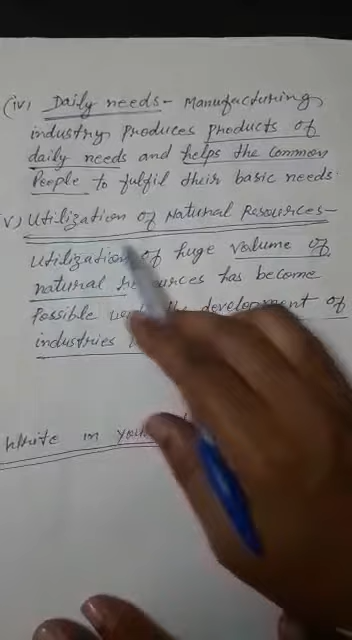 (iv) Daily needs - Manufacturing
industry produces products of
daily needs and helps the common
people to fulfil their basic needs.
v) Utilization of Natural Resources -
Utilization of huge volume of
natural resources has become
possible the development of
industries
Write in